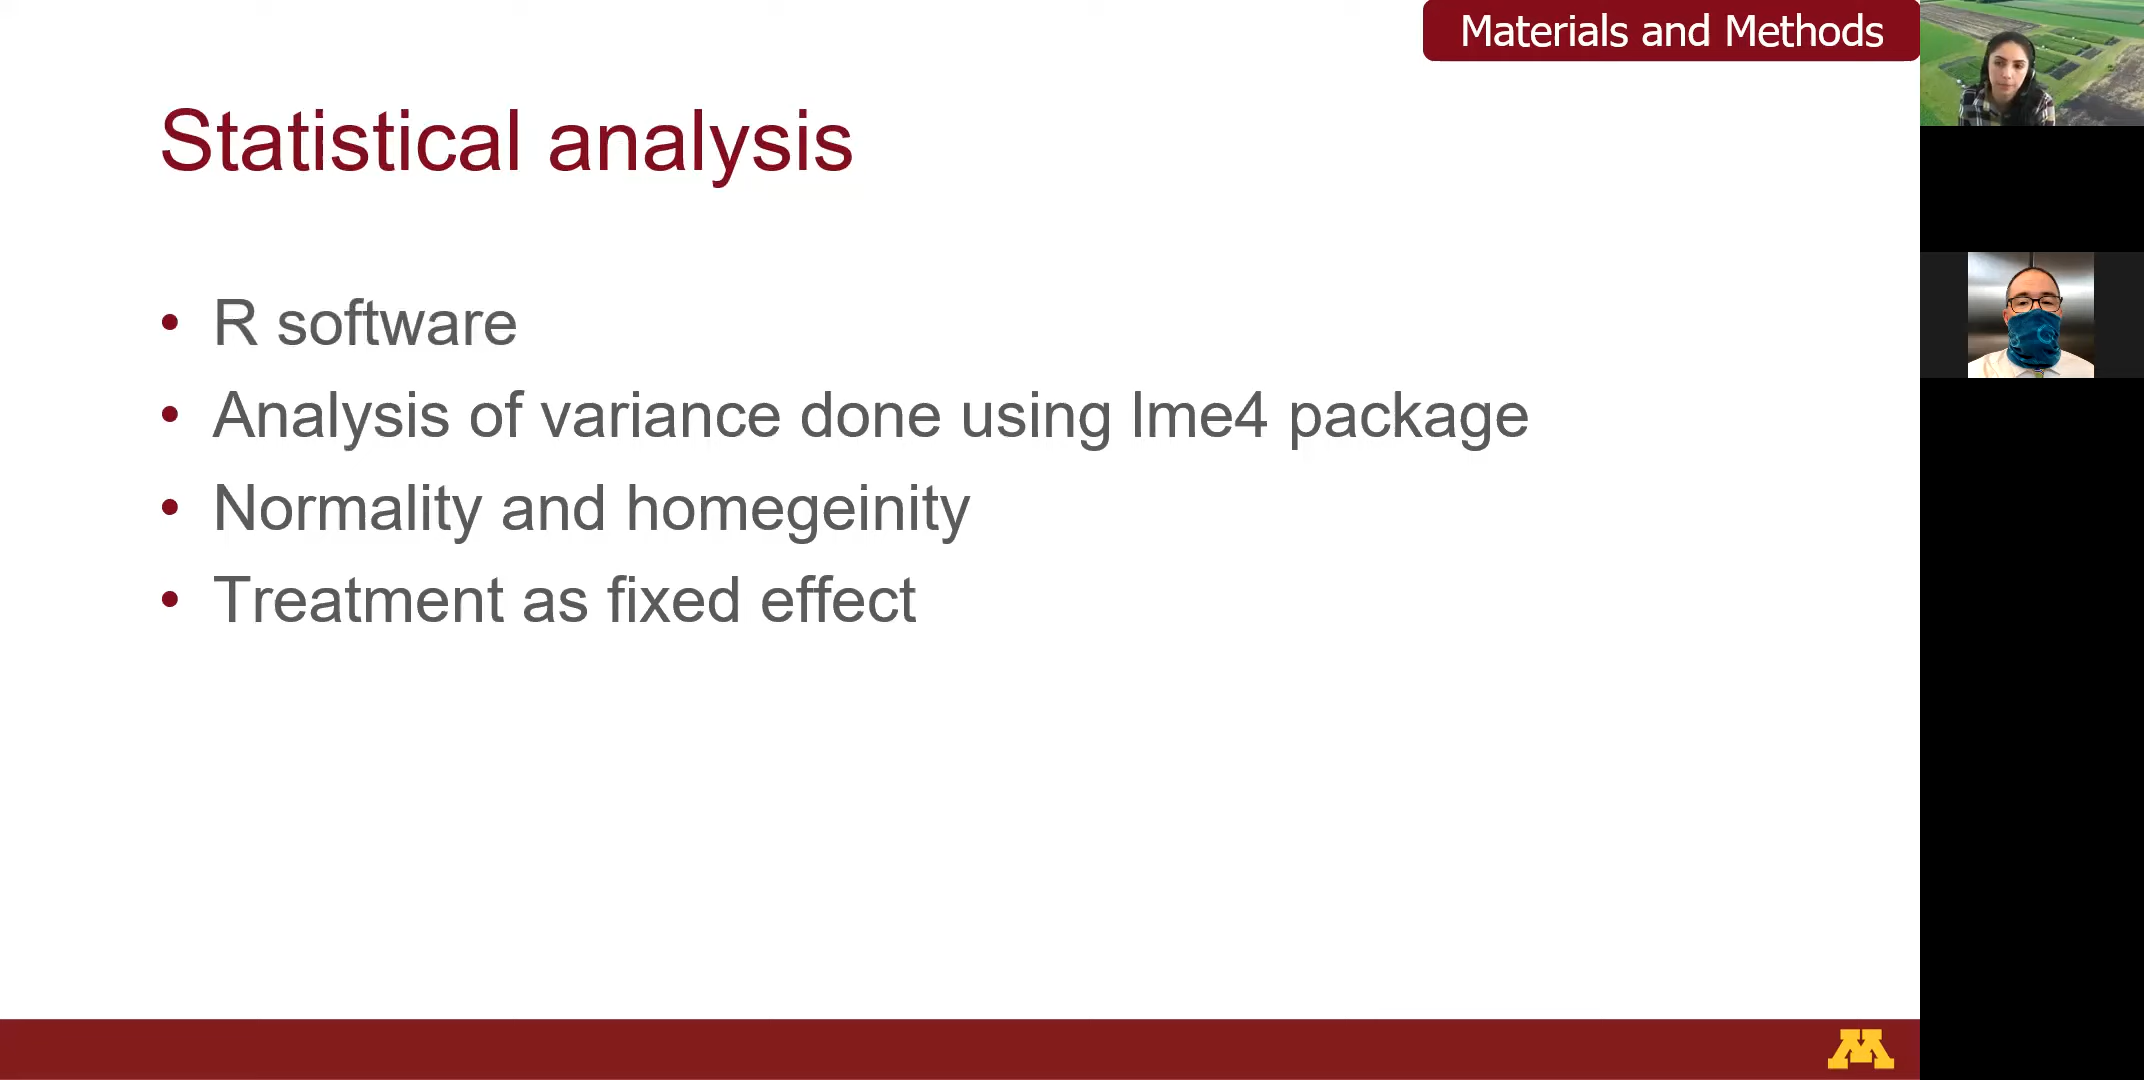 Materials and Methods
Statistical analysis
• R software
• Analysis of variance done using lme4 package
• Normality and homegeinity
• Treatment as fixed effect
M